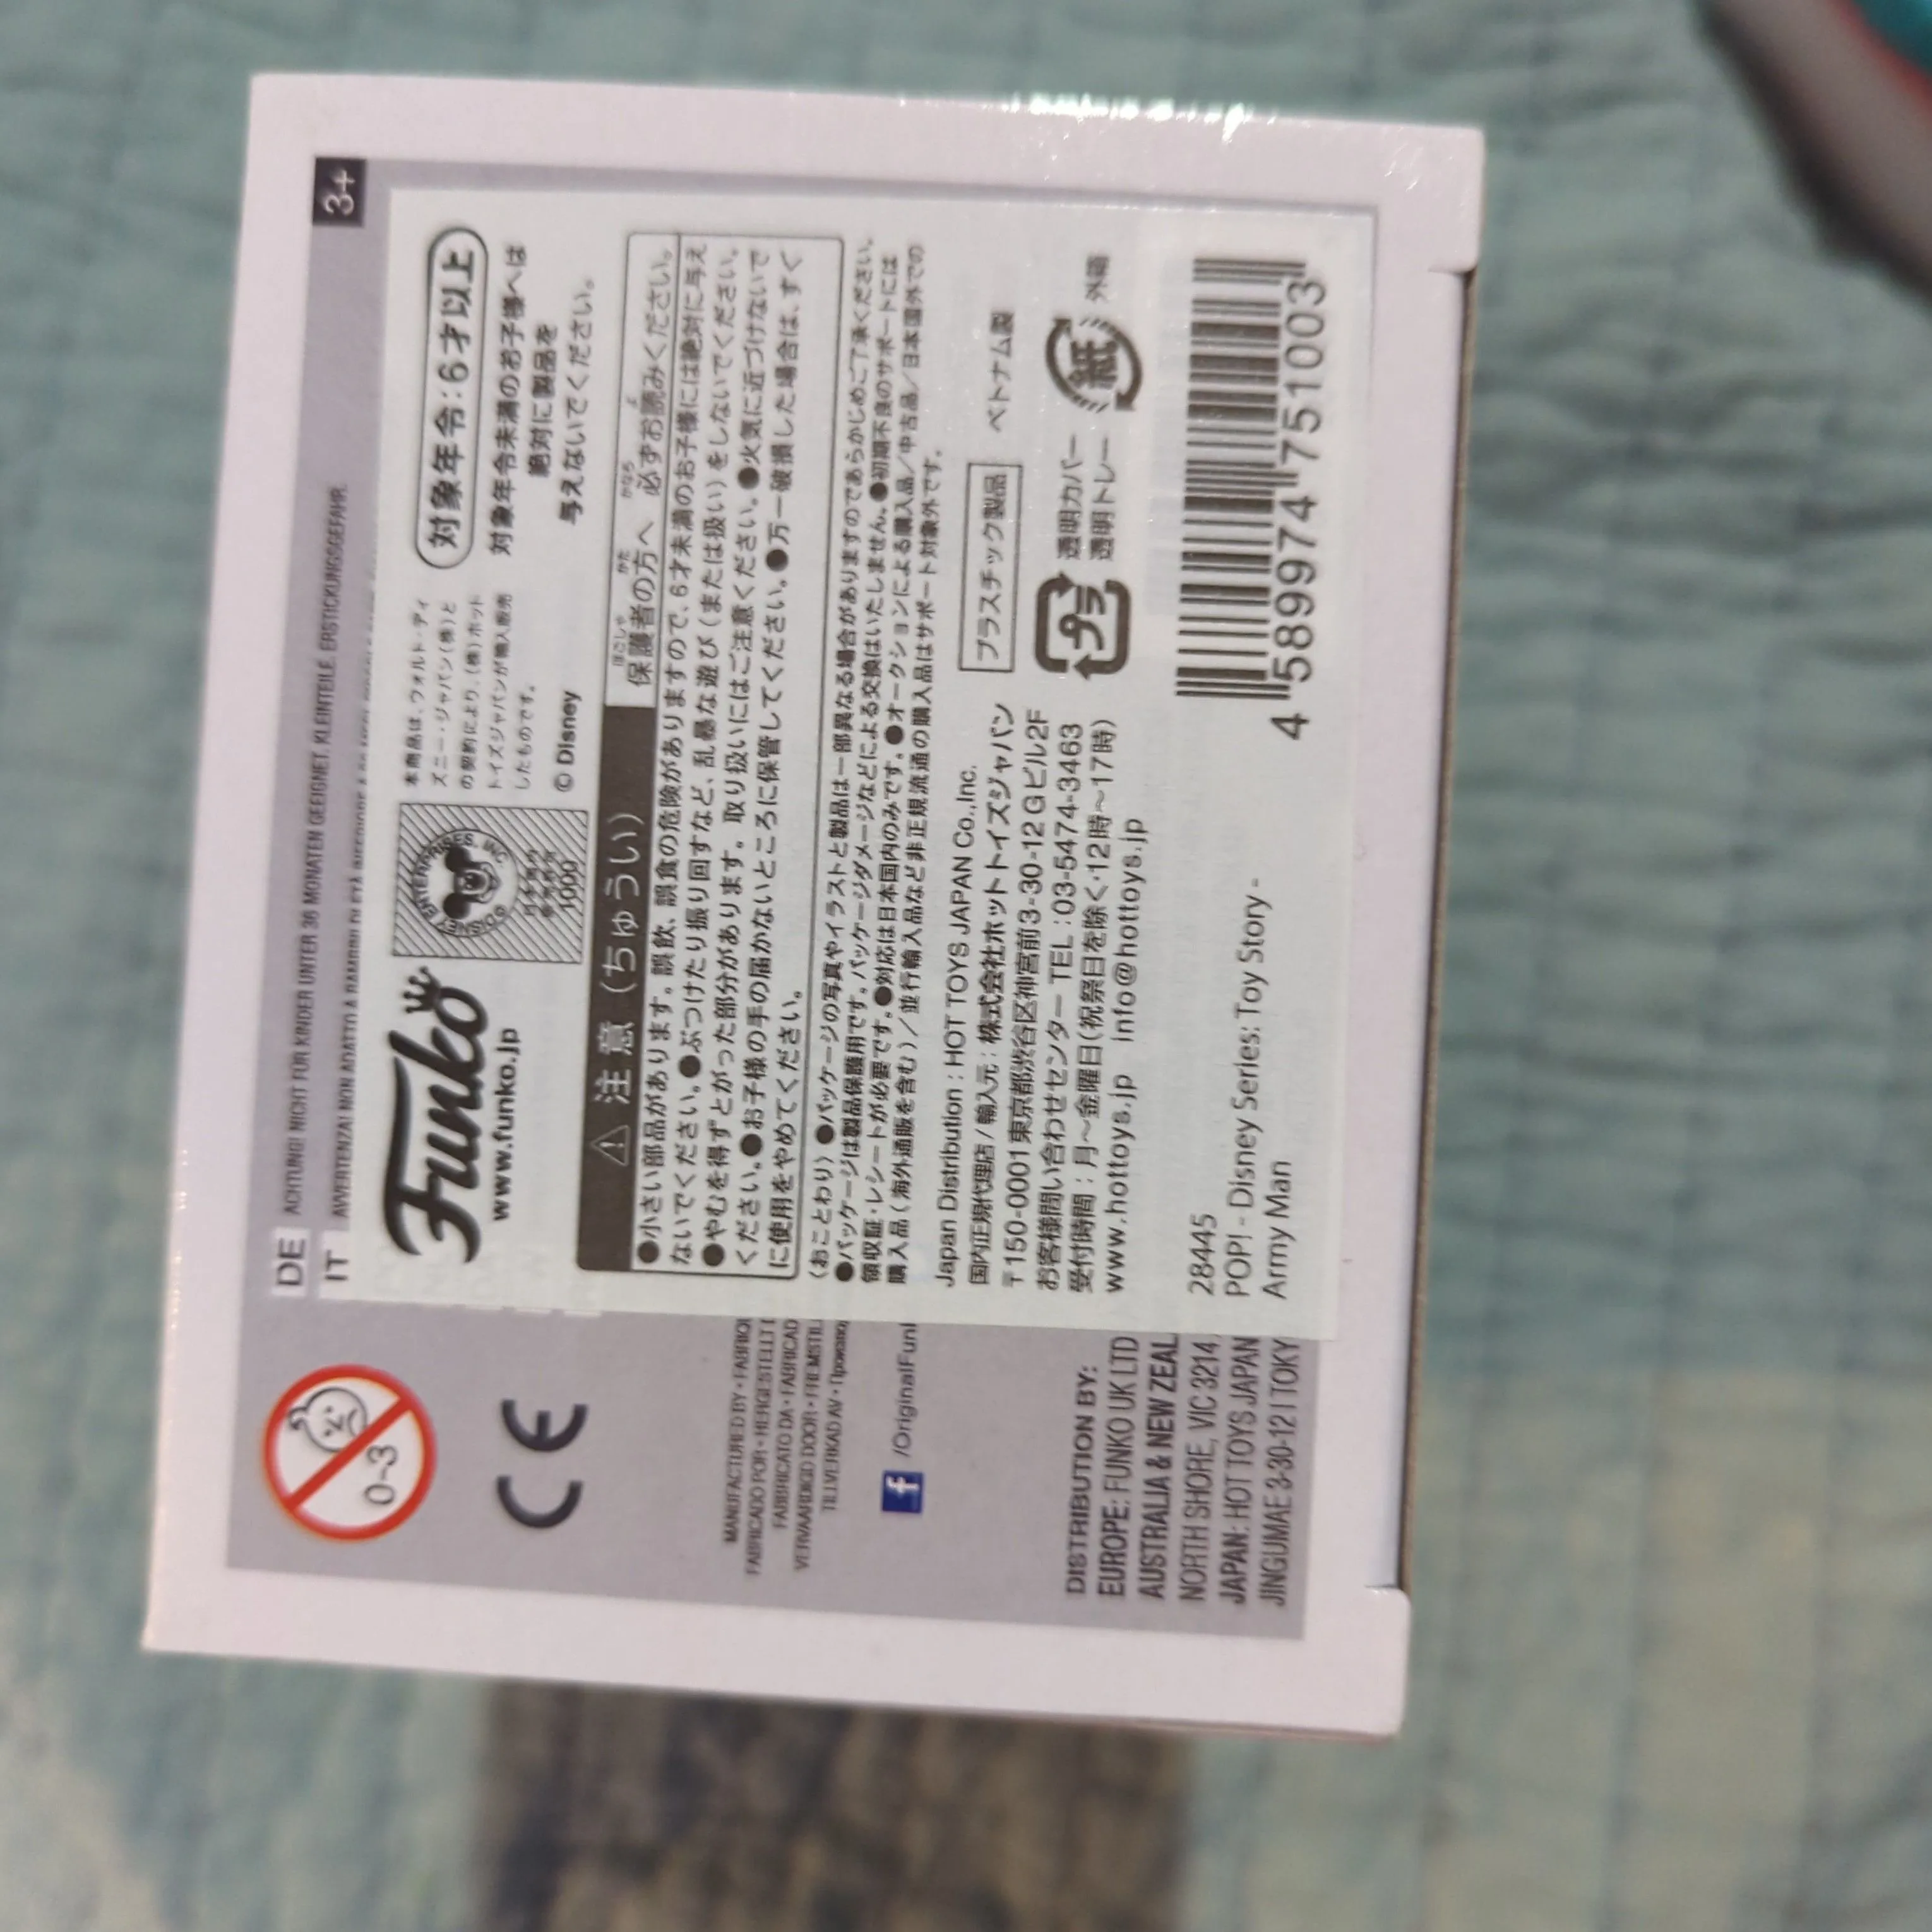 3+
DE ACHTUNG! NICHT FÜR KINDER UNTER 36 MONATEN GEEIGNET. KLEINTEILE. ERSTICKUNGSGEFAHR.
IT AVVERTENZA! NON ADATTO A BAMBINI DI ETÀ
0-3
CE
Funko
www.funko.jp
DISNEY ENTERPRISES, INC
1000
本商品は、ウォルト・ディ
ズニー・ジャパン(株)と
の契約により、(株)ホット
トイズジャパンが輸入販売
したものです。
© Disney
対象年令:6才以上
対象年令未満のお子様へは
絶対に製品を
与えないでください。
⚠ 注意(ちゅうい) 保護者の方へ 必ずお読みください。
●小さい部品があります。誤飲、誤食の危険がありますので、6才未満のお子様には絶対に与え
ないでください。●ぶつけたり振り回すなど、乱暴な遊び(または扱い)をしないでください。
●やむを得ずとがった部分があります。取り扱いにはご注意ください。●火気に近づけないで
ください。●お子様の手の届かないところに保管してください。●万一破損した場合は、すぐ
に使用をやめてください。
(おことわり)●パッケージの写真やイラストと製品は一部異なる場合がありますのであらかじめご了承ください。
●パッケージは製品保護用です。パッケージダメージなどによる交換はいたしません。●初期不良のサポートには
領収証・レシートが必要です。●対応は日本国内のみです。●オークションによる購入品/中古品/日本国外での
購入品(海外通販を含む)/並行輸入品など非正規流通の購入品はサポート対象外です。
Japan Distribution : HOT TOYS JAPAN Co.,Inc.
国内正規代理店/輸入元:株式会社ホットトイズジャパン
〒150-0001 東京都渋谷区神宮前3-30-12 Gビル2F
お客様問い合わせセンター TEL:03-5474-3463
受付時間:月~金曜日(祝祭日を除く・12時~17時)
www.hottoys.jp info@hottoys.jp
プラスチック製品
ベトナム製
プラ
透明カバー
透明トレー
紙
外箱
28445
POP! - Disney Series: Toy Story -
Army Man
4 589974 751003
MANUFACTURED BY •
FABRICADO POR • HERGESTELLT
FABBRICATO DA •
VERVAARDIGD DOOR •
TILLVERKAD AV •
/OriginalFun
DISTRIBUTION BY:
EUROPE: FUNKO UK LTD
AUSTRALIA & NEW ZEAL
NORTH SHORE, VIC 3214
JAPAN: HOT TOYS JAPAN
JINGUMAE 3-30-12 | TOKY